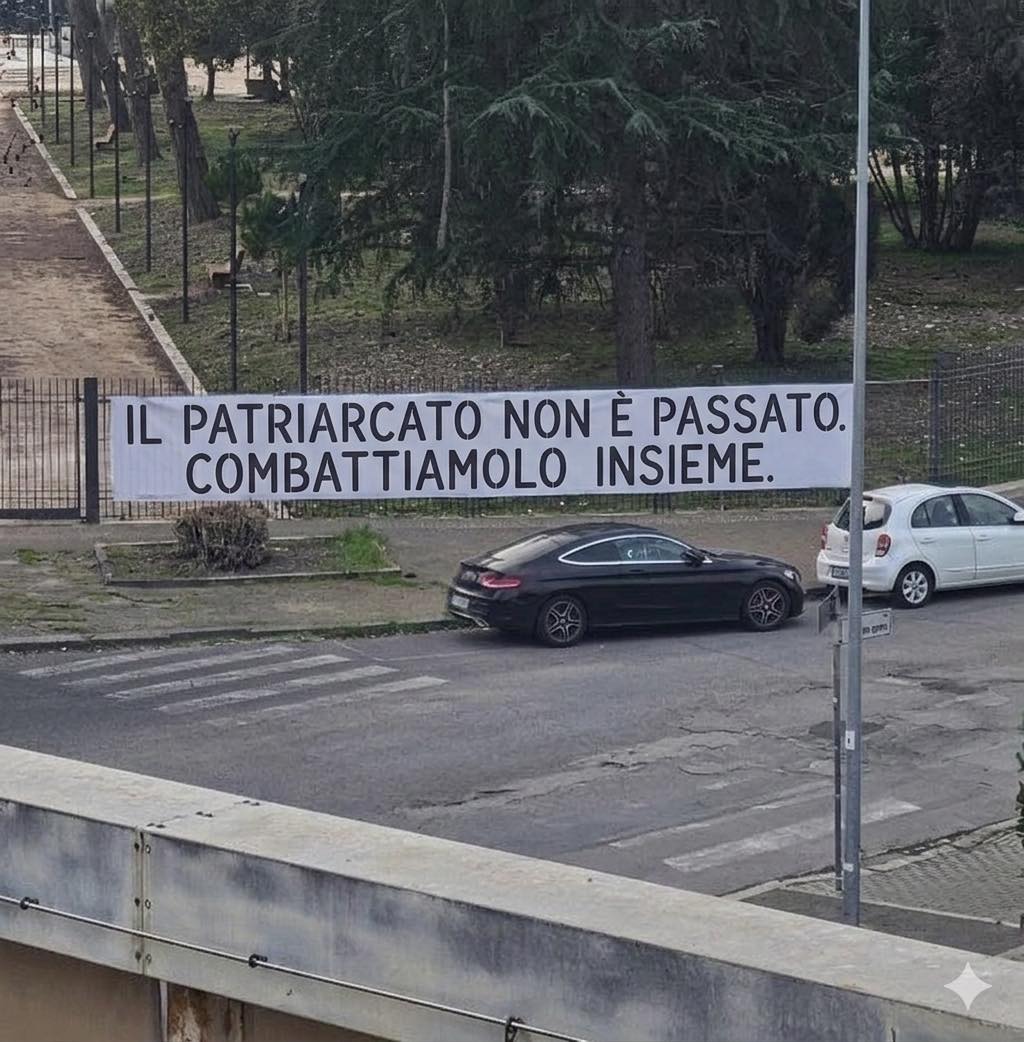 IL PATRIARCATO NON È PASSATO.
COMBATTIAMOLO INSIEME.